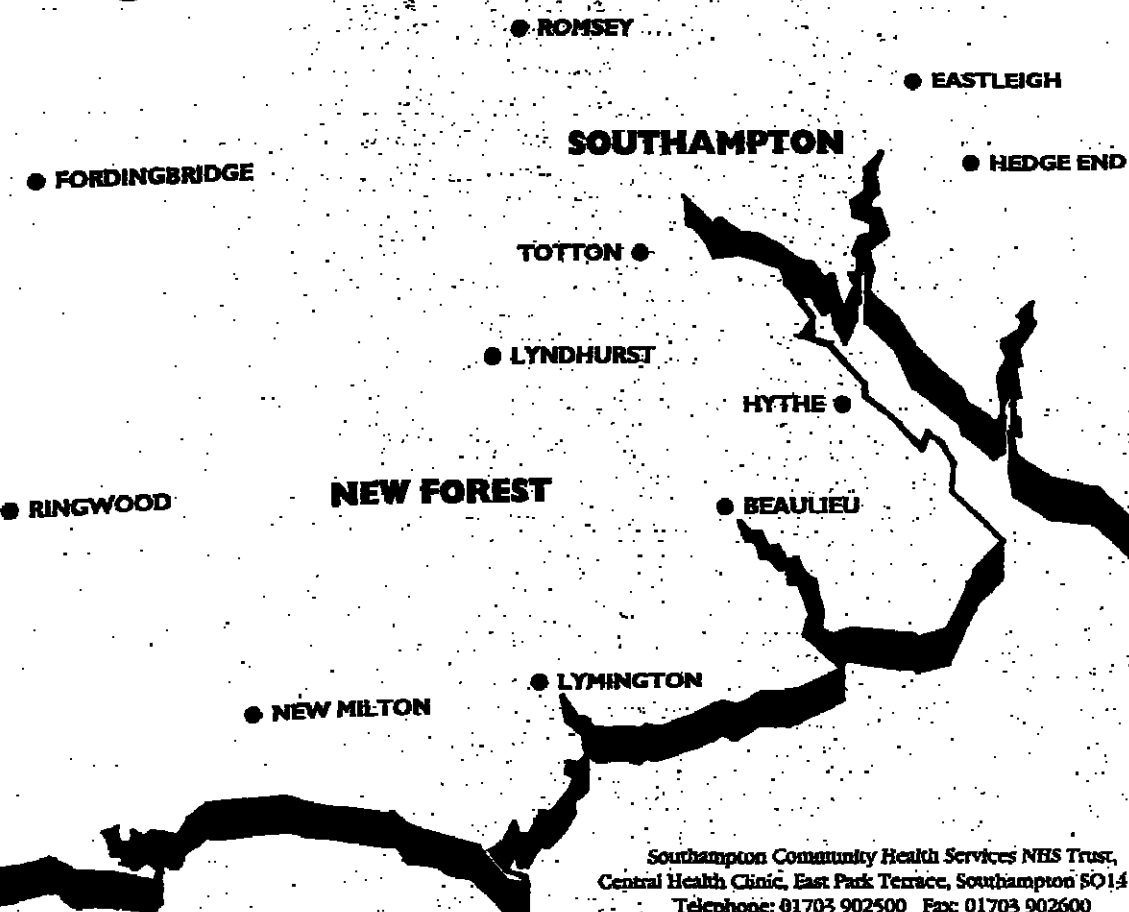 ROMSEY
EASTLEIGH
SOUTHAMPTON
HEDGE END
FORDINGBRIDGE
TOTTON
LYNDHURST
HYTHE
NEW FOREST
RINGWOOD
BEAULIEU
LYMINGTON
NEW MILTON
Southampton Community Health Services NHS Trust,
Central Health Clinic, East Park Terrace, Southampton SO14
Telephone: 01703 902500 Fax: 01703 902600